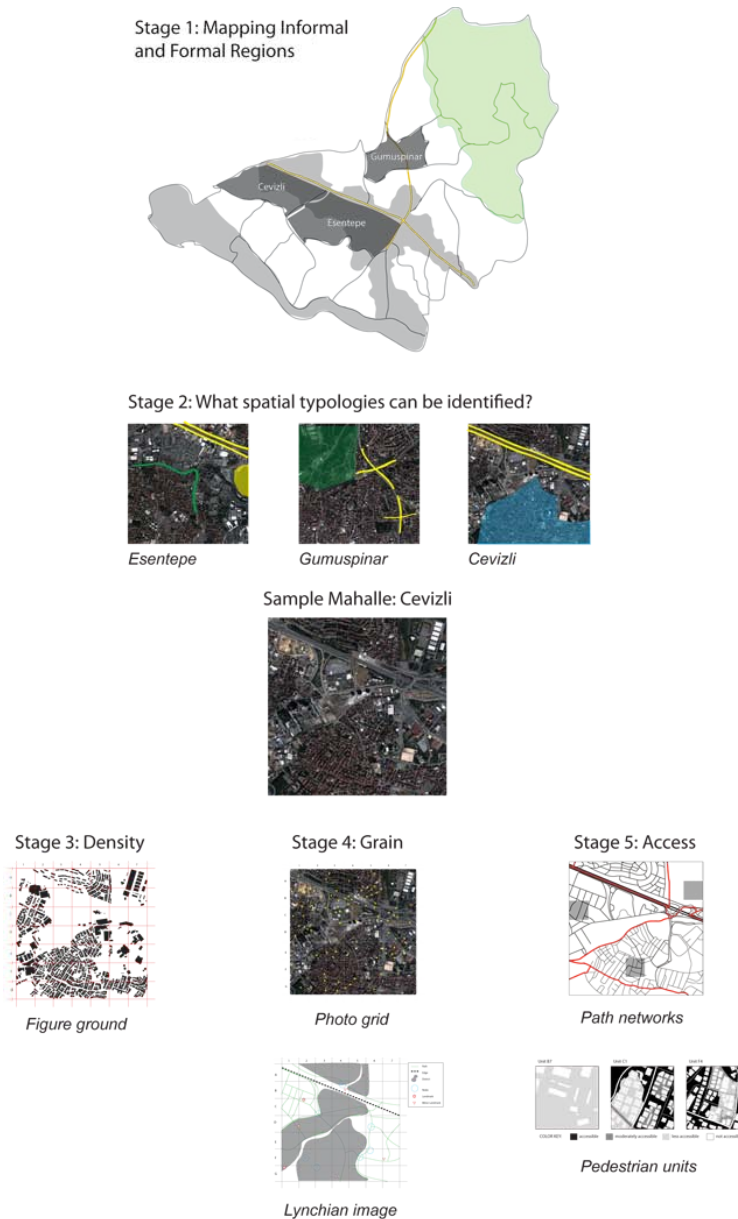 Stage 1: Mapping Informal
and Formal Regions
Gumuspinar
Cevizli
Esentepe
Stage 2: What spatial typologies can be identified?
Esentepe
Gumuspinar
Cevizli
Sample Mahalle: Cevizli
Stage 3: Density
Stage 4: Grain
Stage 5: Access
Figure ground
Photo grid
Path networks
Lynchian image
COLOR KEY: accessible moderately accessible less accessible not accessib
Pedestrian units